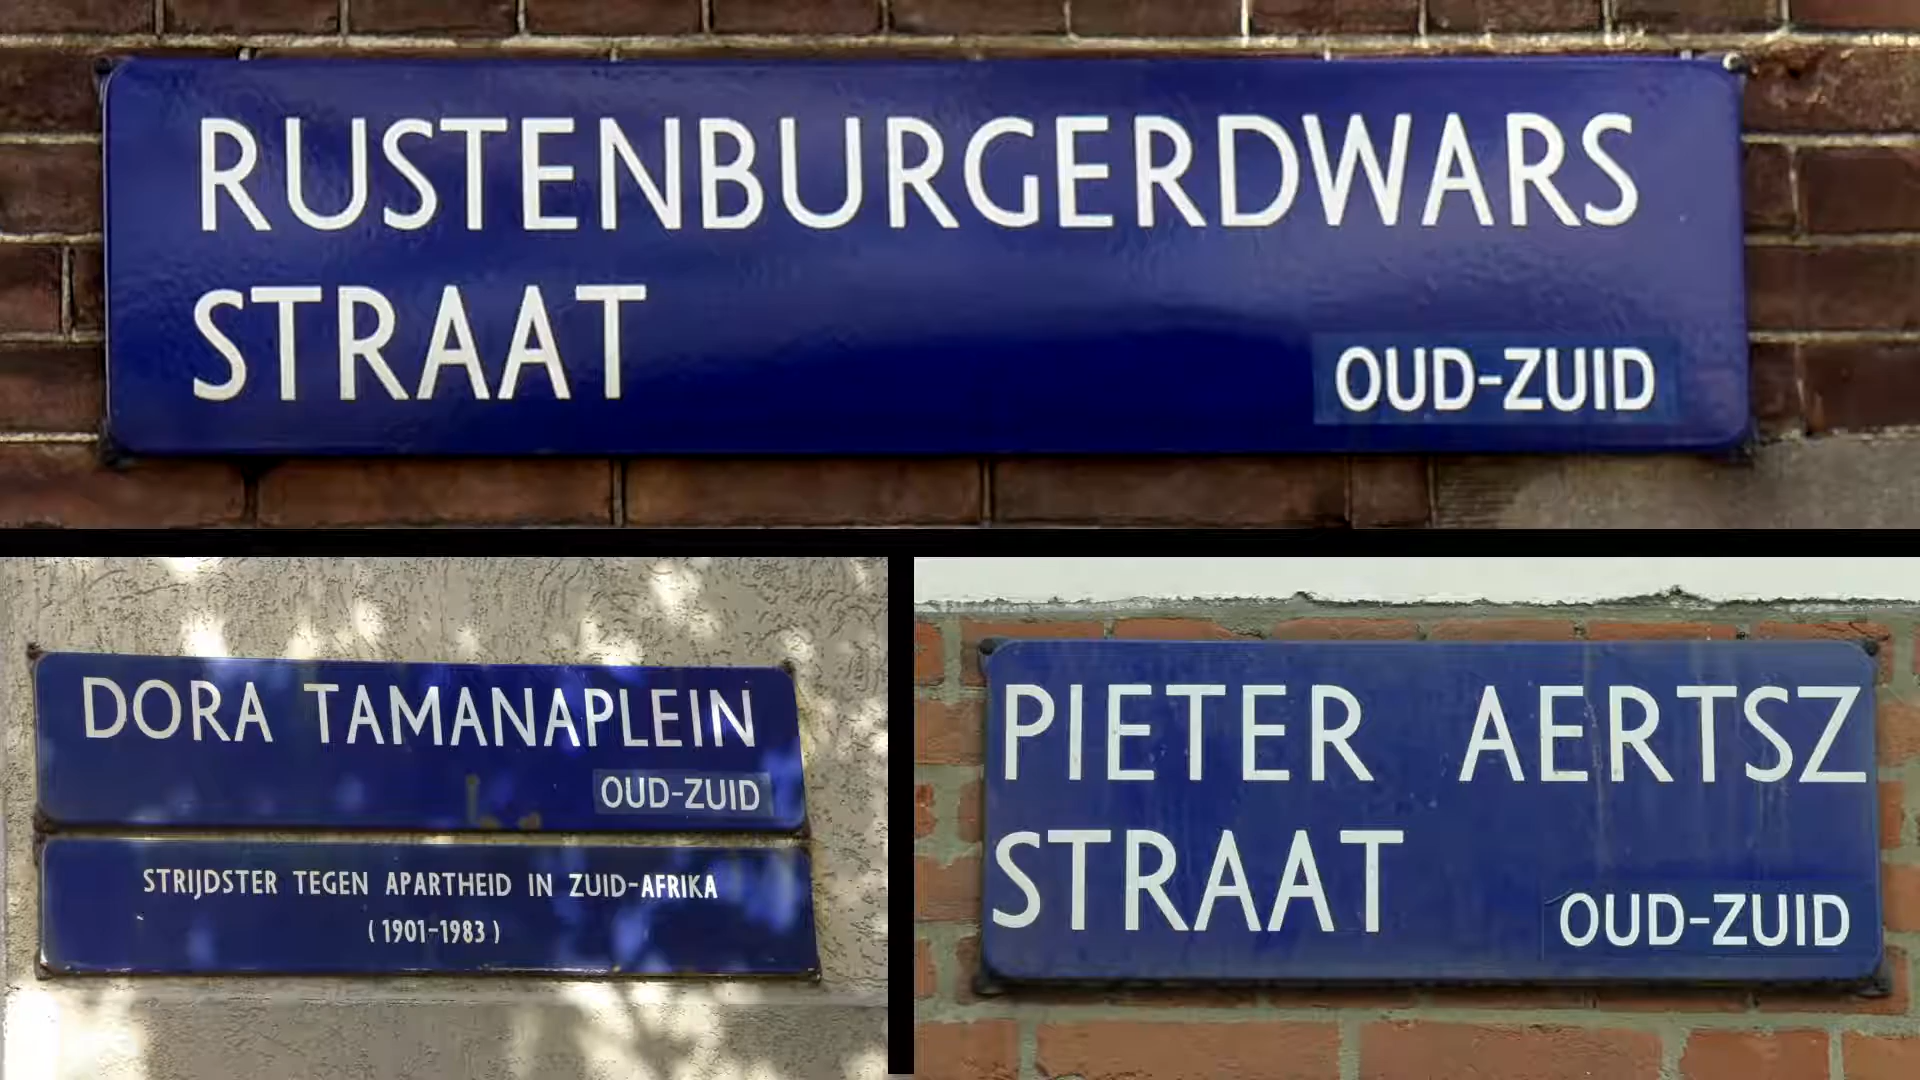 RUSTENBURGERDWARS
STRAAT
OUD-ZUID
DORA TAMANAPLEIN
OUD-ZUID
STRIJDSTER TEGEN APARTHEID IN ZUID-AFRIKA
(1901-1983)
PIETER AERTSZ
STRAAT
OUD-ZUID